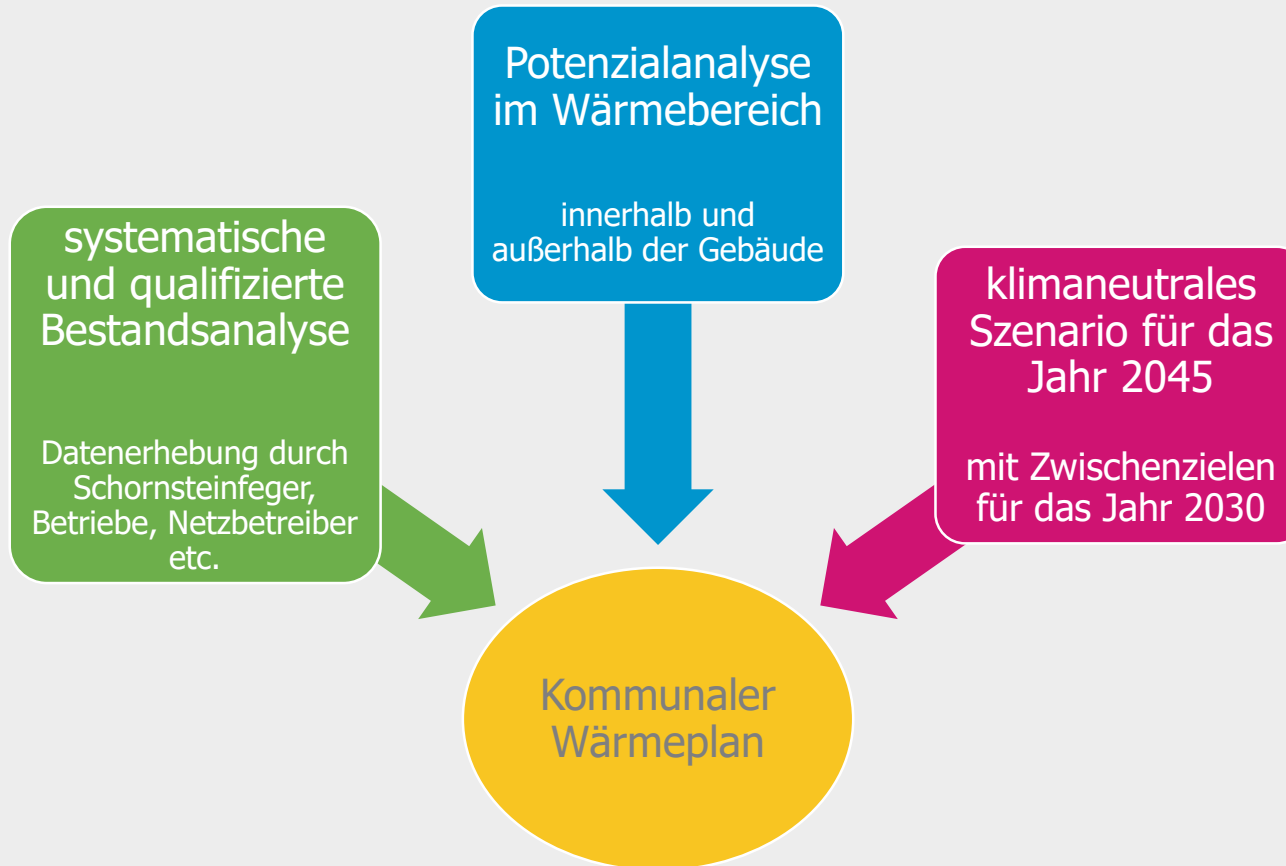 systematische
und qualifizierte
Bestandsanalyse
Datenerhebung durch
Schornsteinfeger,
Betriebe, Netzbetreiber
etc.
Potenzialanalyse
im Wärmebereich
innerhalb und
außerhalb der Gebäude
klimaneutrales
Szenario für das
Jahr 2045
mit Zwischenzielen
für das Jahr 2030
Kommunaler
Wärmeplan